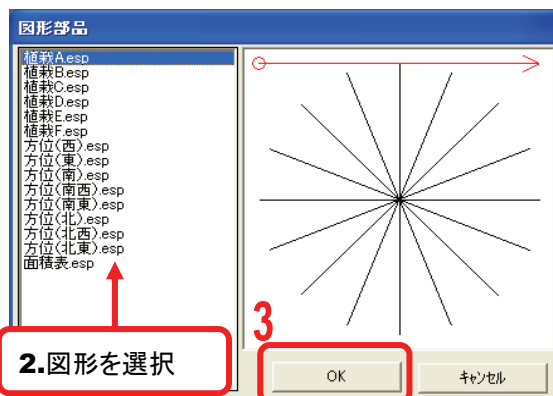 図形部品
植栽A.esp
植栽B.esp
植栽C.esp
植栽D.esp
植栽E.esp
植栽F.esp
方位(西).esp
方位(東).esp
方位(南).esp
方位(南西).esp
方位(南東).esp
方位(北).esp
方位(北西).esp
方位(北東).esp
面積表.esp
2.図形を選択
3
OK
キャンセル